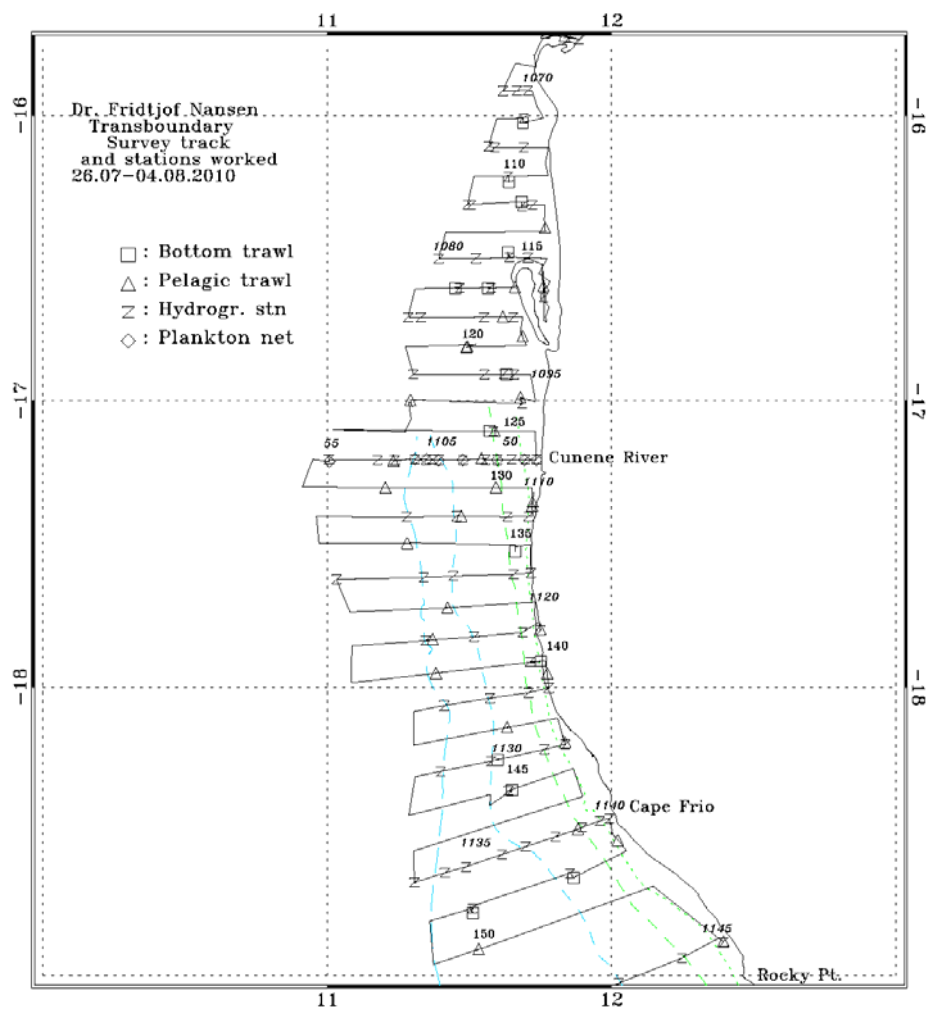 11 12
1070
-16 -16
Dr. Fridtjof Nansen
Transboundary
Survey track
and stations worked
26.07-04.08.2010
110
1080 115
□ : Bottom trawl
△ : Pelagic trawl
Z : Hydrogr. stn
◇ : Plankton net
120
1095
-17 -17
125
55 1105 50
Cunene River
130 1110
135
1120
140
-18 -18
1130
145
1140 Cape Frio
1135
150 1145
Rocky Pt.
11 12